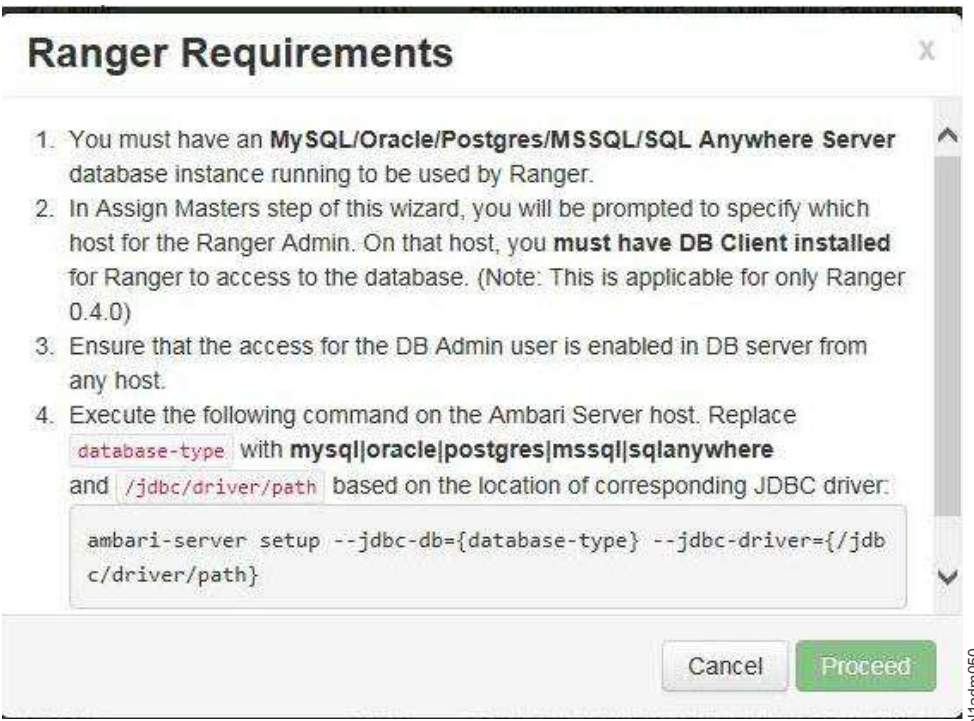 Ranger Requirements
X
1. You must have an MySQL/Oracle/Postgres/MSSQL/SQL Anywhere Server
database instance running to be used by Ranger.
2. In Assign Masters step of this wizard, you will be prompted to specify which
host for the Ranger Admin. On that host, you must have DB Client installed
for Ranger to access to the database. (Note: This is applicable for only Ranger
0.4.0)
3. Ensure that the access for the DB Admin user is enabled in DB server from
any host.
4. Execute the following command on the Ambari Server host. Replace
database-type with mysql|oracle|postgres|mssql|sqlanywhere
and /jdbc/driver/path based on the location of corresponding JDBC driver:
ambari-server setup --jdbc-db={database-type} --jdbc-driver={/jdb
c/driver/path}
Cancel
Proceed